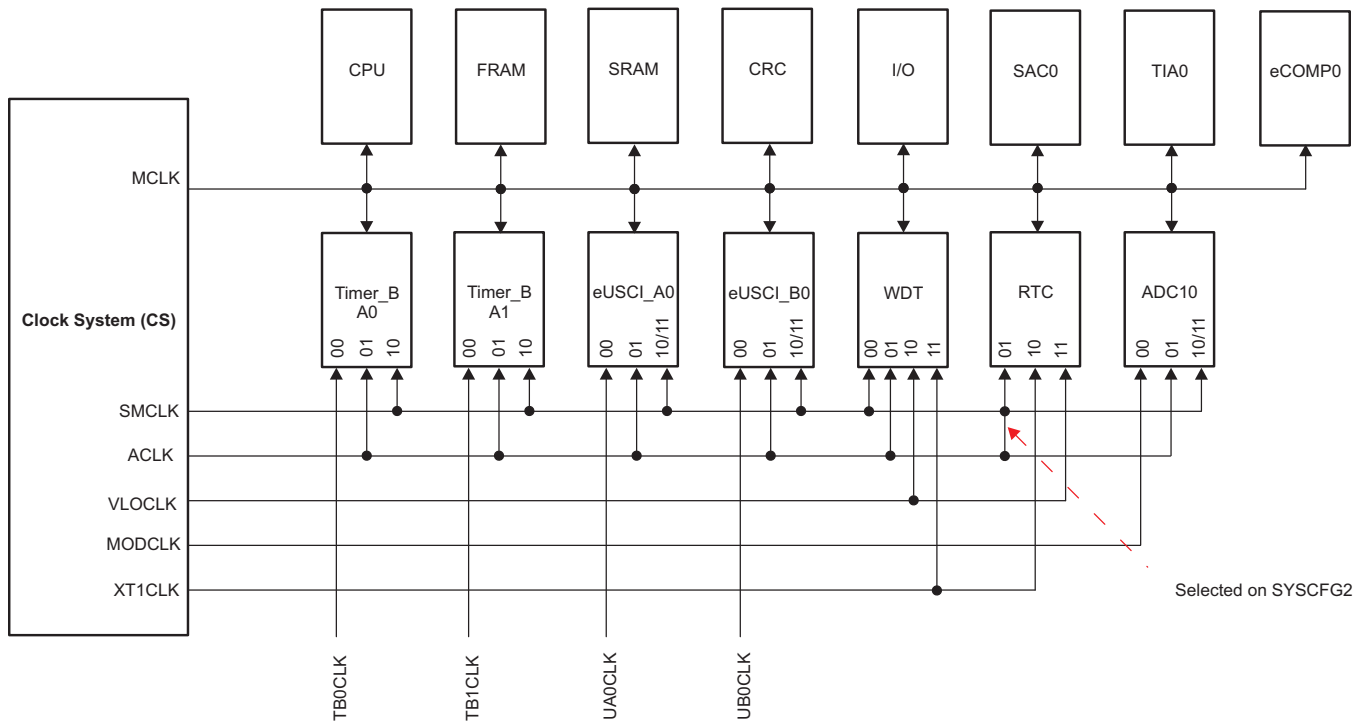 CPU
FRAM
SRAM
CRC
I/O
SAC0
TIA0
eCOMP0
MCLK
Clock System (CS)
Timer_B
A0
00
01
10
Timer_B
A1
00
01
10
eUSCI_A0
00
01
10/11
eUSCI_B0
00
01
10/11
WDT
00
01
10
11
RTC
01
10
11
ADC10
00
01
10/11
SMCLK
ACLK
VLOCLK
MODCLK
XT1CLK
Selected on SYSCFG2
TB0CLK
TB1CLK
UA0CLK
UB0CLK